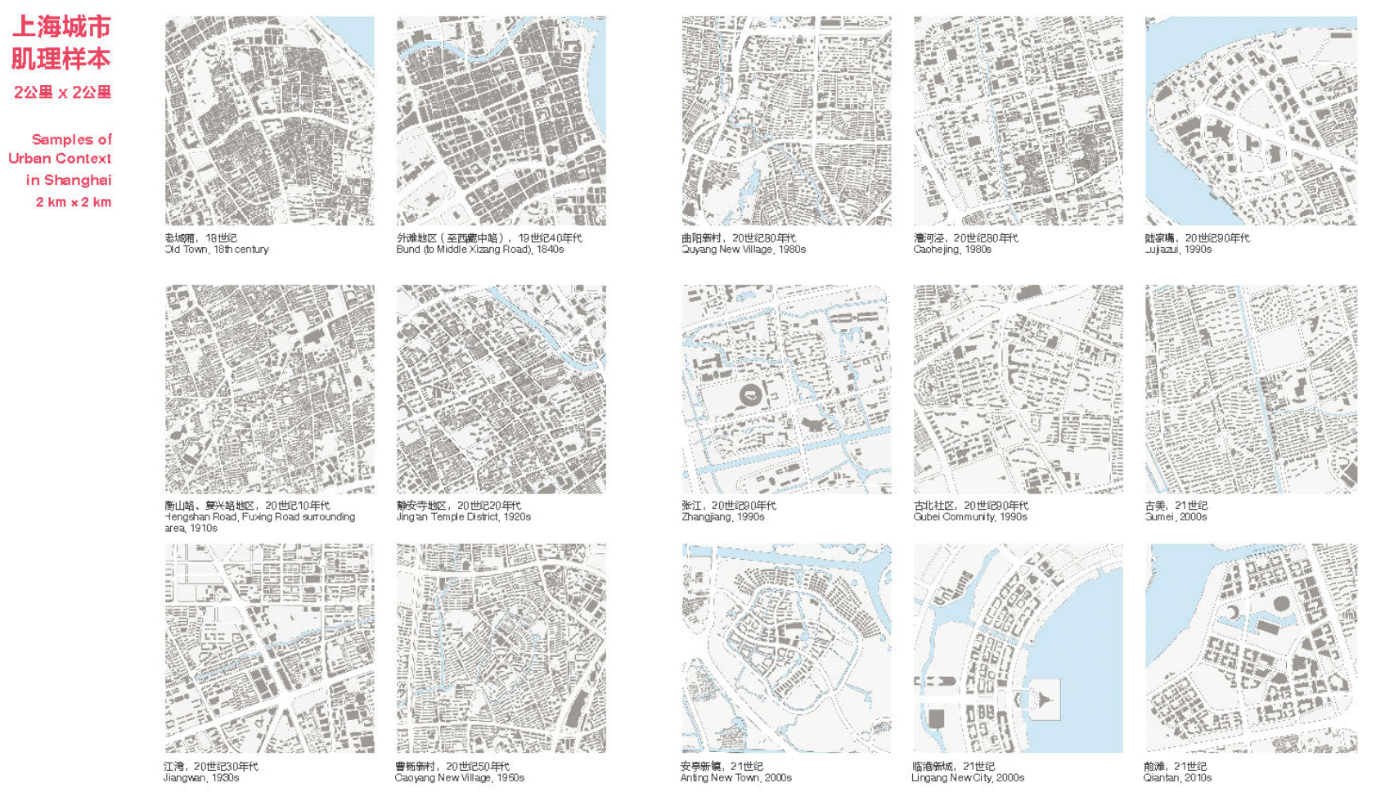 上海城市
肌理样本
2公里 x 2公里
Samples of
Urban Context
in Shanghai
2 km × 2 km
老城厢，18世纪
Old Town, 18th century
外滩地区（至西藏中路），19世纪40年代
Bund (to Middle Xizang Road), 1840s
曲阳新村，20世纪80年代
Quyang New Village, 1980s
漕河泾，20世纪80年代
Caohejing, 1980s
陆家嘴，20世纪90年代
Lujiazui, 1990s
衡山路、复兴路地区，20世纪10年代
Hengshan Road, Fuxing Road surrounding
area, 1910s
静安寺地区，20世纪20年代
Jing'an Temple District, 1920s
张江，20世纪90年代
Zhangjiang, 1990s
古北社区，20世纪90年代
Gubei Community, 1990s
古美，21世纪
Gumei, 2000s
江湾，20世纪30年代
Jiangwan, 1930s
曹杨新村，20世纪50年代
Caoyang New Village, 1950s
安亭新镇，21世纪
Anting New Town, 2000s
临港新城，21世纪
Lingang New City, 2000s
前滩，21世纪
Qiantan, 2010s